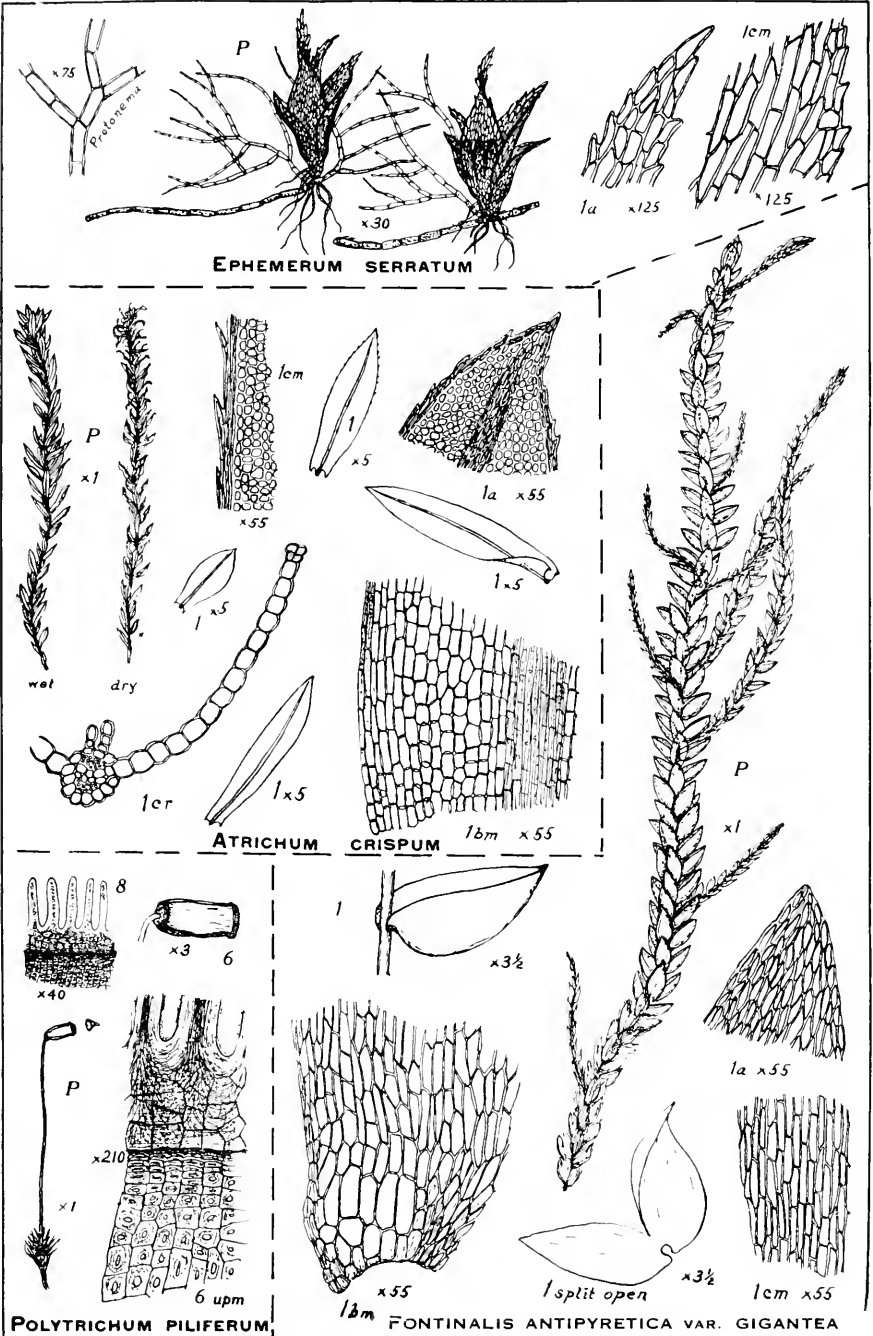 ×75
Protonema
P
×30
1a ×125
1cm
×125
EPHEMERUM SERRATUM
P
×1
wet
dry
1cm
×55
1
×5
1a ×55
1 ×5
1 ×5
1cr
1 ×5
1bm ×55
ATRICHUM CRISPUM
8
×40
×3
6
P
×1
×210
6 upm
POLYTRICHUM PILIFERUM
1
×3½
P
×1
1a ×55
×55
1bm
1 split open
×3½
1cm ×55
FONTINALIS ANTIPYRETICA VAR. GIGANTEA